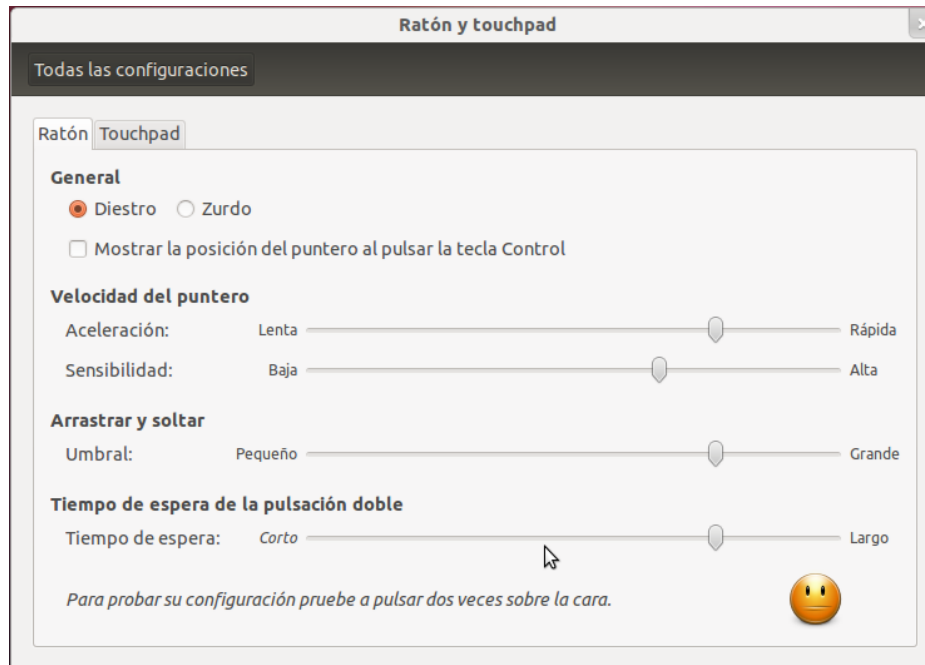 Ratón y touchpad
Todas las configuraciones
Ratón Touchpad
General
Diestro Zurdo
Mostrar la posición del puntero al pulsar la tecla Control
Velocidad del puntero
Aceleración: Lenta Rápida
Sensibilidad: Baja Alta
Arrastrar y soltar
Umbral: Pequeño Grande
Tiempo de espera de la pulsación doble
Tiempo de espera: Corto Largo
Para probar su configuración pruebe a pulsar dos veces sobre la cara.